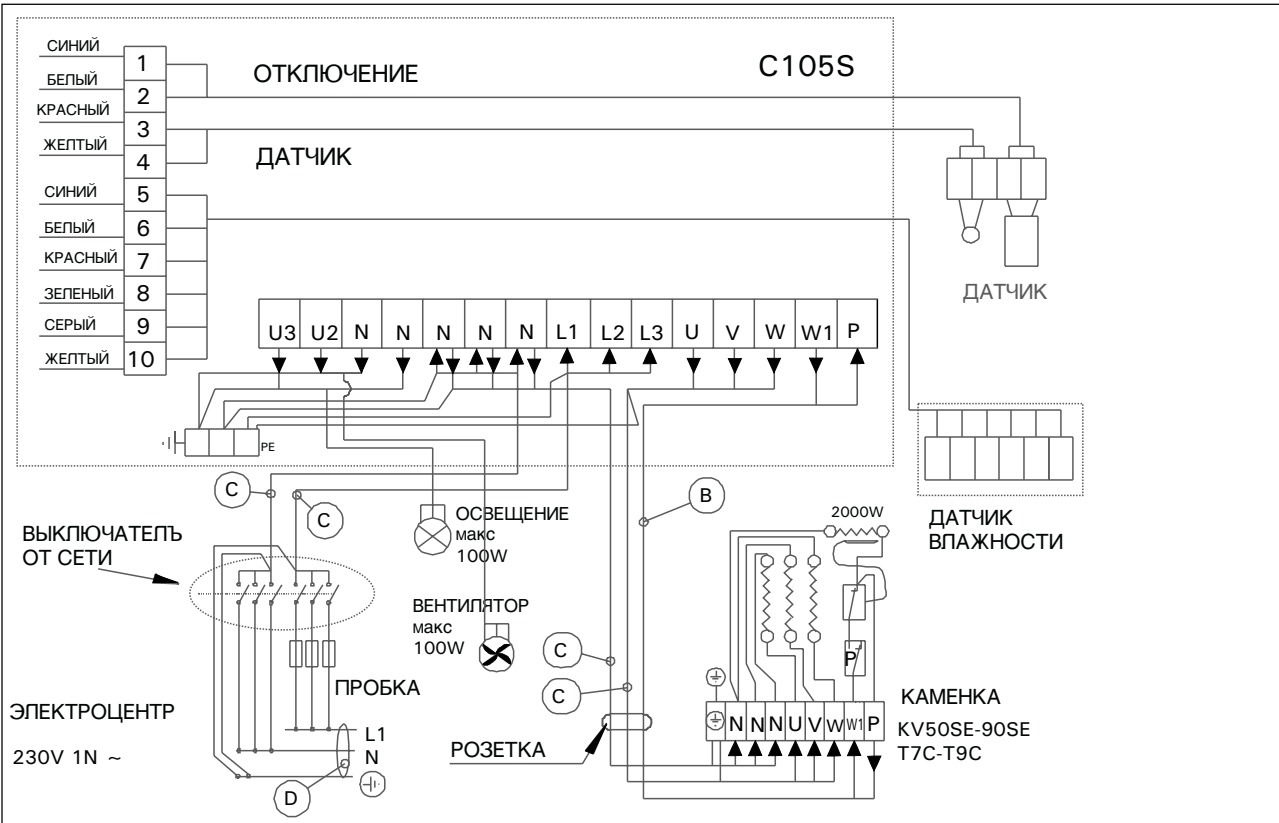 СИНИЙ
БЕЛЫЙ
КРАСНЫЙ
ЖЕЛТЫЙ
СИНИЙ
БЕЛЫЙ
КРАСНЫЙ
ЗЕЛЕНЫЙ
СЕРЫЙ
ЖЕЛТЫЙ
1
2
3
4
5
6
7
8
9
10
ОТКЛЮЧЕНИЕ
C105S
ДАТЧИК
ДАТЧИК
U3 U2 N N N N N L1 L2 L3 U V W W1 P
PE
C
C
B
ОСВЕЩЕНИЕ
макс
100W
2000W
ДАТЧИК
ВЛАЖНОСТИ
ВЫКЛЮЧАТЕЛЪ
ОТ СЕТИ
ВЕНТИЛЯТОР
макс
100W
C
C
P
ПРОБКА
ЭЛЕКТРОЦЕНТР
230V 1N ~
L1
N
D
РОЗЕТКА
N N N U V W W1 P
КАМЕНКА
KV50SE-90SE
T7C-T9C